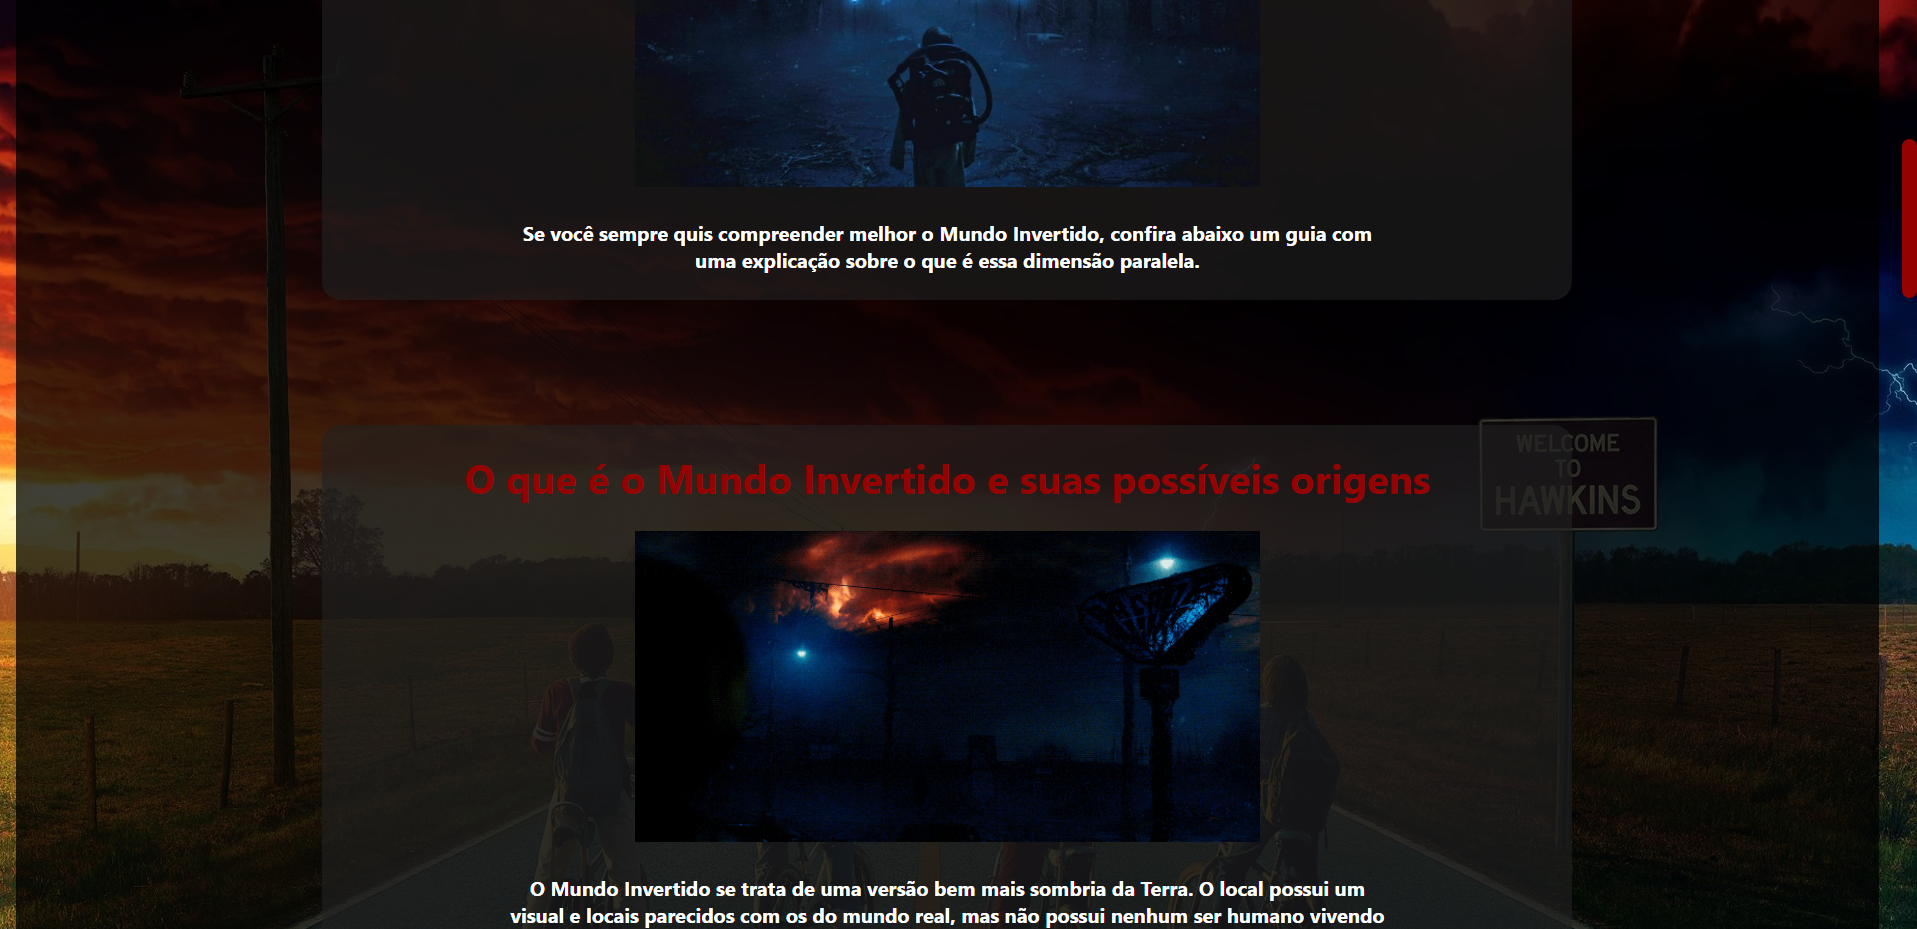 Se você sempre quis compreender melhor o Mundo Invertido, confira abaixo um guia com
uma explicação sobre o que é essa dimensão paralela.
WELCOME
TO
HAWKINS
O que é o Mundo Invertido e suas possíveis origens
O Mundo Invertido se trata de uma versão bem mais sombria da Terra. O local possui um
visual e locais parecidos com os do mundo real, mas não possui nenhum ser humano vivendo